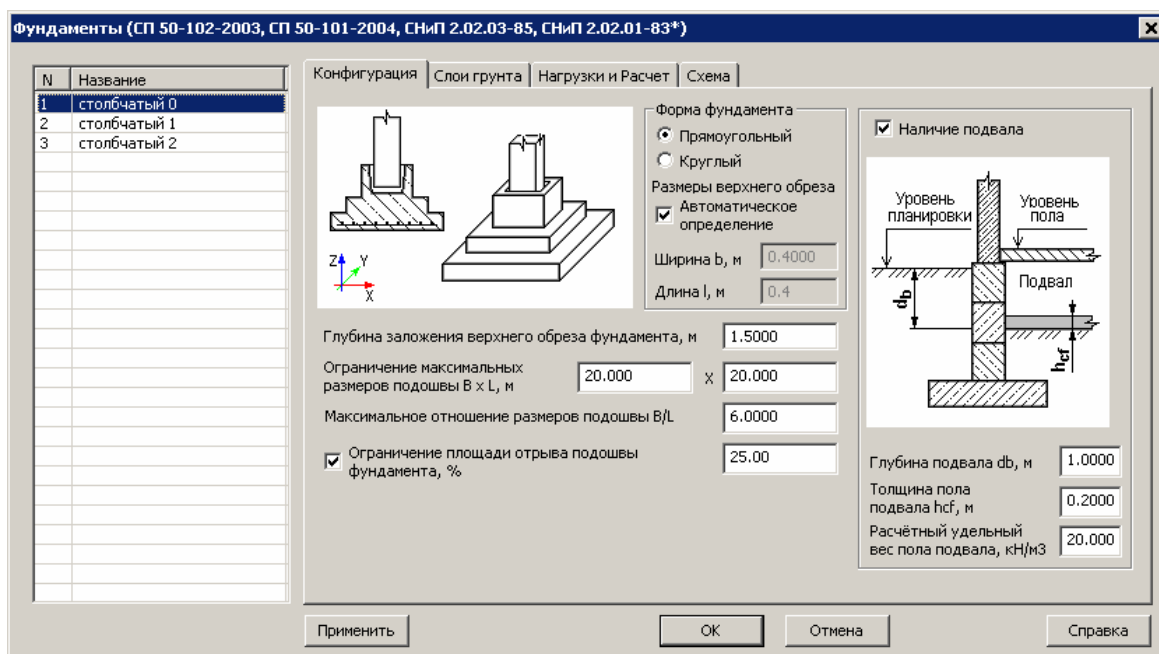 Фундаменты (СП 50-102-2003, СП 50-101-2004, СНиП 2.02.03-85, СНиП 2.02.01-83*)
N Название
1 столбчатый 0
2 столбчатый 1
3 столбчатый 2
Конфигурация Слои грунта Нагрузки и Расчет Схема
Z Y
X
Форма фундамента
Прямоугольный
Круглый
Размеры верхнего обреза
Автоматическое
определение
Ширина b, м 0.4000
Длина l, м 0.4
Глубина заложения верхнего обреза фундамента, м 1.5000
Ограничение максимальных
размеров подошвы B x L, м 20.000 X 20.000
Максимальное отношение размеров подошвы B/L 6.0000
Ограничение площади отрыва подошвы
фундамента, % 25.00
Наличие подвала
Уровень
планировки
Уровень
пола
Подвал
db
hcf
Глубина подвала db, м 1.0000
Толщина пола
подвала hcf, м 0.2000
Расчётный удельный
вес пола подвала, кН/м3 20.000
Применить ОК Отмена Справка